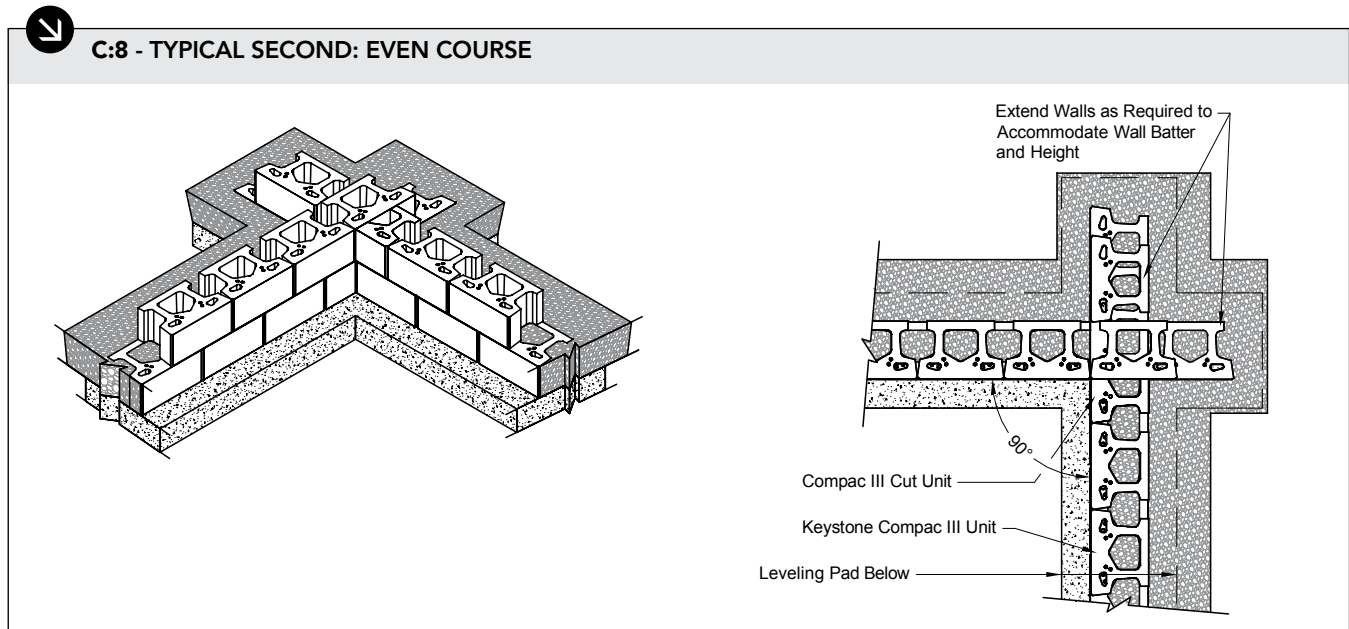 C:8 - TYPICAL SECOND: EVEN COURSE
Extend Walls as Required to
Accommodate Wall Batter
and Height
90°
Compac III Cut Unit
Keystone Compac III Unit
Leveling Pad Below